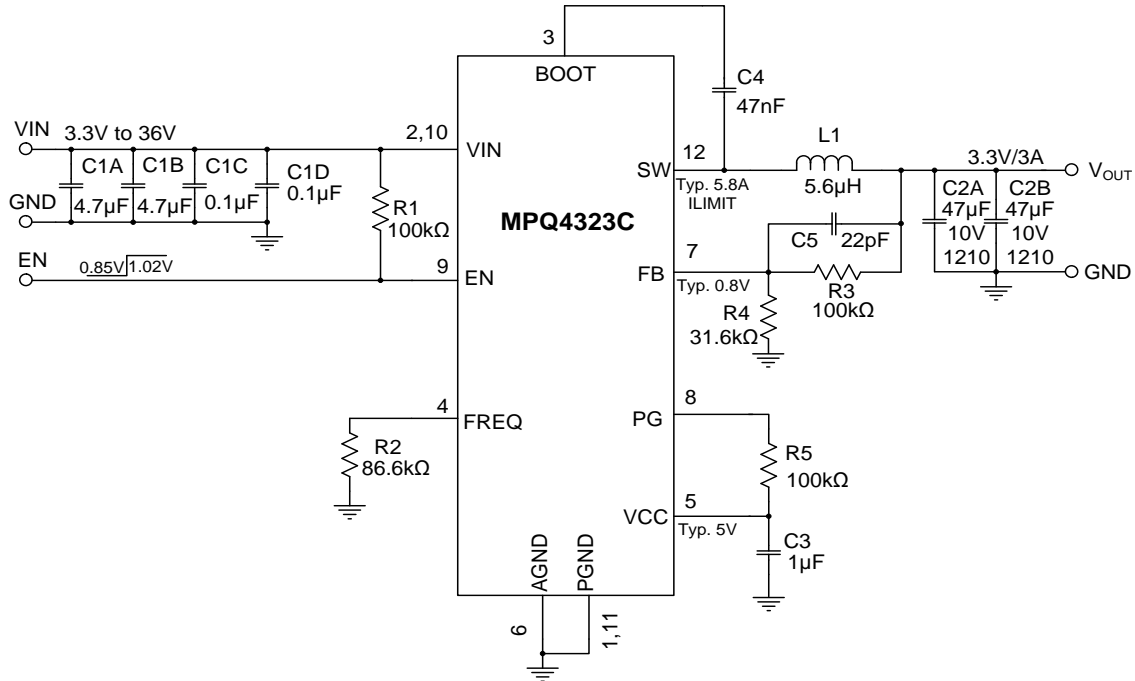 3
BOOT
C4
47nF
VIN
3.3V to 36V
2,10
VIN
C1A
4.7µF
C1B
4.7µF
C1C
0.1µF
C1D
0.1µF
GND
R1
100kΩ
EN
0.85V
1.02V
9
EN
MPQ4323C
12
SW
Typ. 5.8A
ILIMIT
L1
5.6µH
3.3V/3A
VOUT
C2A
47µF
10V
1210
C2B
47µF
10V
1210
GND
C5
22pF
7
FB
Typ. 0.8V
R3
100kΩ
R4
31.6kΩ
4
FREQ
R2
86.6kΩ
8
PG
R5
100kΩ
5
VCC
Typ. 5V
C3
1µF
AGND
PGND
6
1,11